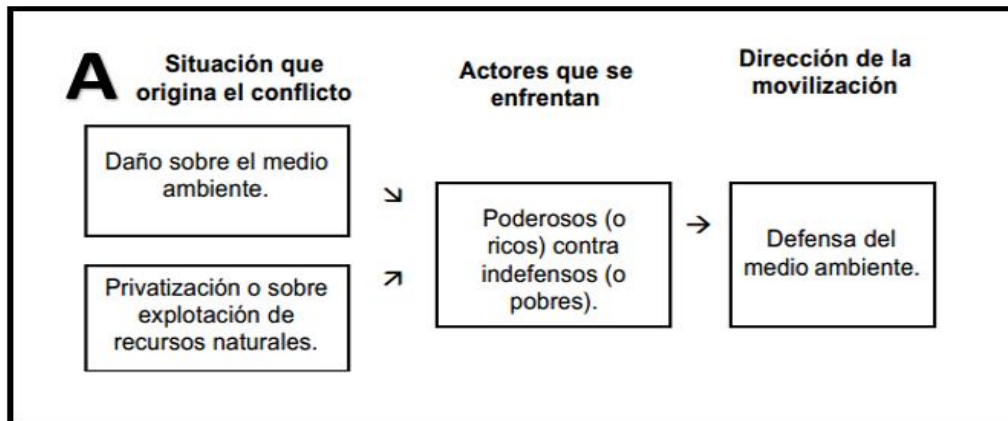 A
Situación que
origina el conflicto
Actores que se
enfrentan
Dirección de la
movilización
Daño sobre el medio
ambiente.
Privatización o sobre
explotación de
recursos naturales.
Poderosos (o
ricos) contra
indefensos (o
pobres).
Defensa del
medio ambiente.